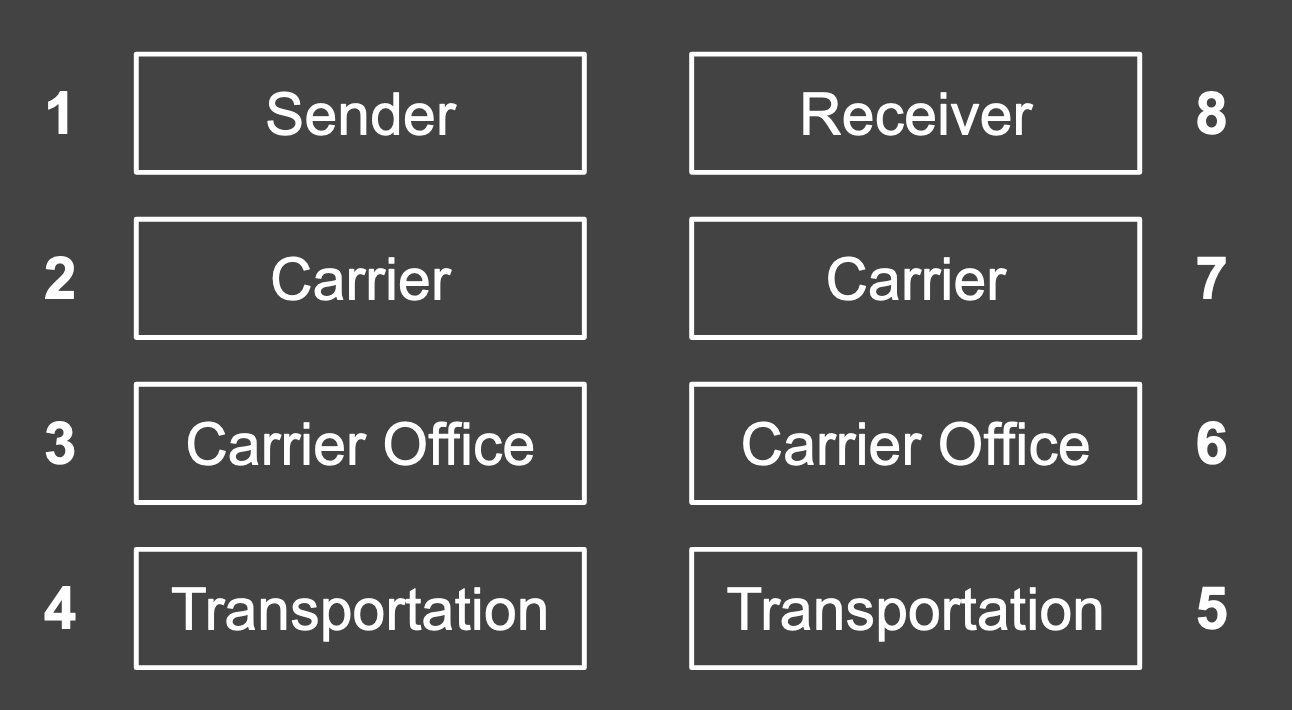 1 Sender Receiver 8
2 Carrier Carrier 7
3 Carrier Office Carrier Office 6
4 Transportation Transportation 5